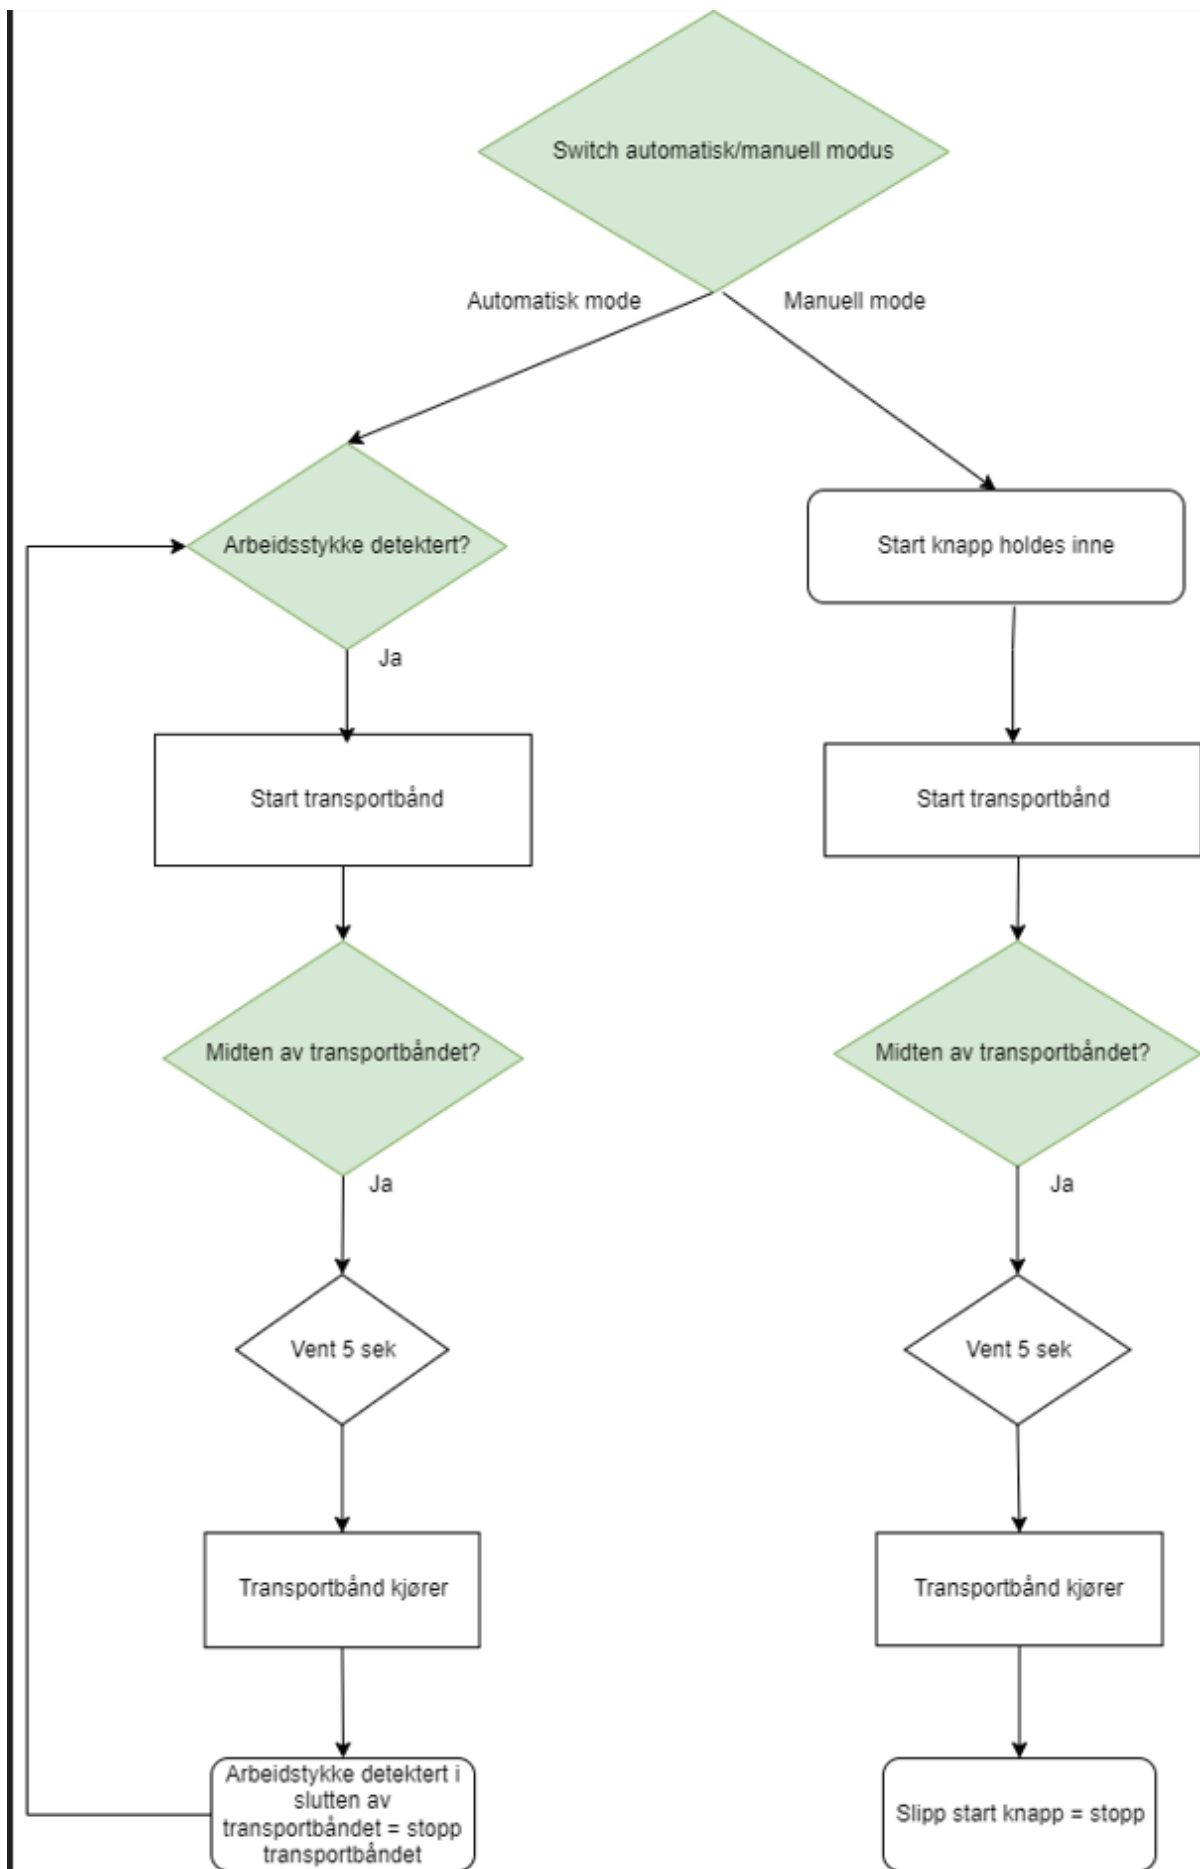 Switch automatisk/manuell modus
Automatisk mode
Manuell mode
Arbeidsstykke detektert?
Start knapp holdes inne
Ja
Start transportbånd
Start transportbånd
Midten av transportbåndet?
Midten av transportbåndet?
Ja
Ja
Vent 5 sek
Vent 5 sek
Transportbånd kjører
Transportbånd kjører
Arbeidstykke detektert i
slutten av
transportbåndet = stopp
transportbåndet
Slipp start knapp = stopp